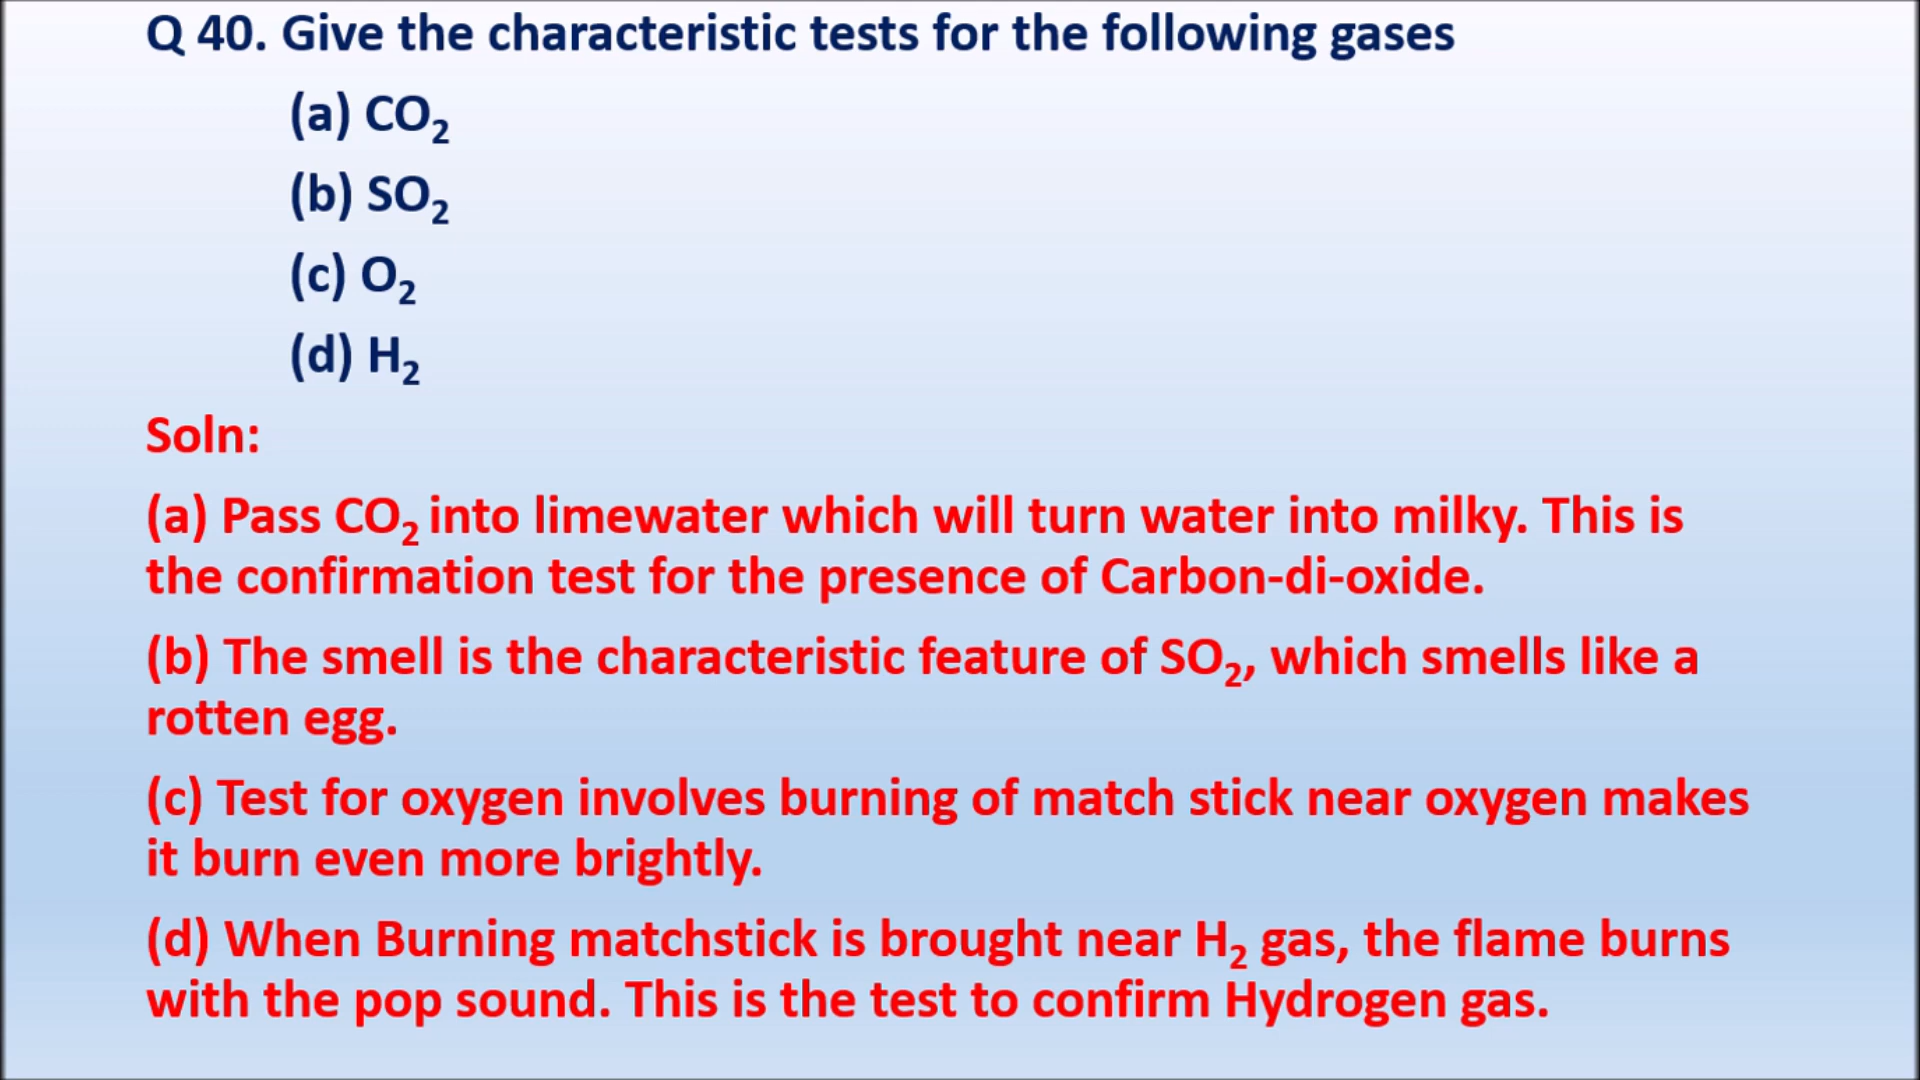 Q 40. Give the characteristic tests for the following gases
(a) CO₂
(b) SO₂
(c) O₂
(d) H₂
Soln:
(a) Pass CO₂ into limewater which will turn water into milky. This is
the confirmation test for the presence of Carbon-di-oxide.
(b) The smell is the characteristic feature of SO₂, which smells like a
rotten egg.
(c) Test for oxygen involves burning of match stick near oxygen makes
it burn even more brightly.
(d) When Burning matchstick is brought near H₂ gas, the flame burns
with the pop sound. This is the test to confirm Hydrogen gas.